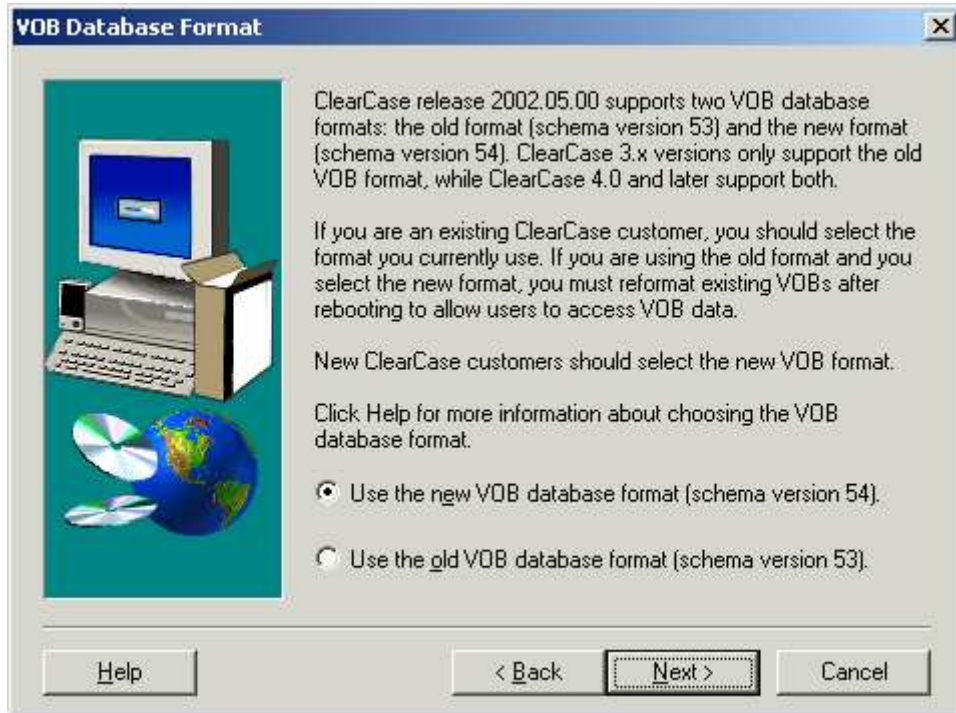 VOB Database Format
ClearCase release 2002.05.00 supports two VOB database
formats: the old format (schema version 53) and the new format
(schema version 54). ClearCase 3.x versions only support the old
VOB format, while ClearCase 4.0 and later support both.
If you are an existing ClearCase customer, you should select the
format you currently use. If you are using the old format and you
select the new format, you must reformat existing VOBs after
rebooting to allow users to access VOB data.
New ClearCase customers should select the new VOB format.
Click Help for more information about choosing the VOB
database format.
Use the new VOB database format (schema version 54).
Use the old VOB database format (schema version 53).
Help
< Back
Next >
Cancel